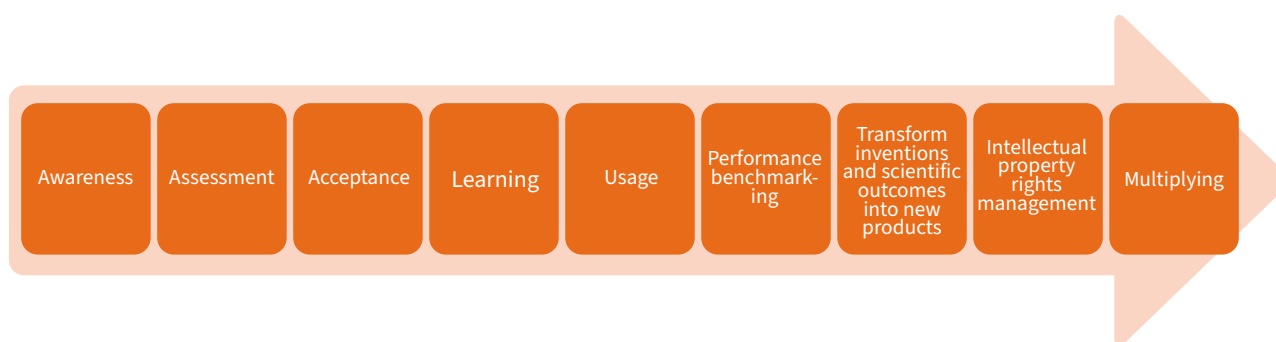 Awareness
Assessment
Acceptance
Learning
Usage
Performance
benchmark-
ing
Transform
inventions
and scientific
outcomes
into new
products
Intellectual
property
rights
management
Multiplying